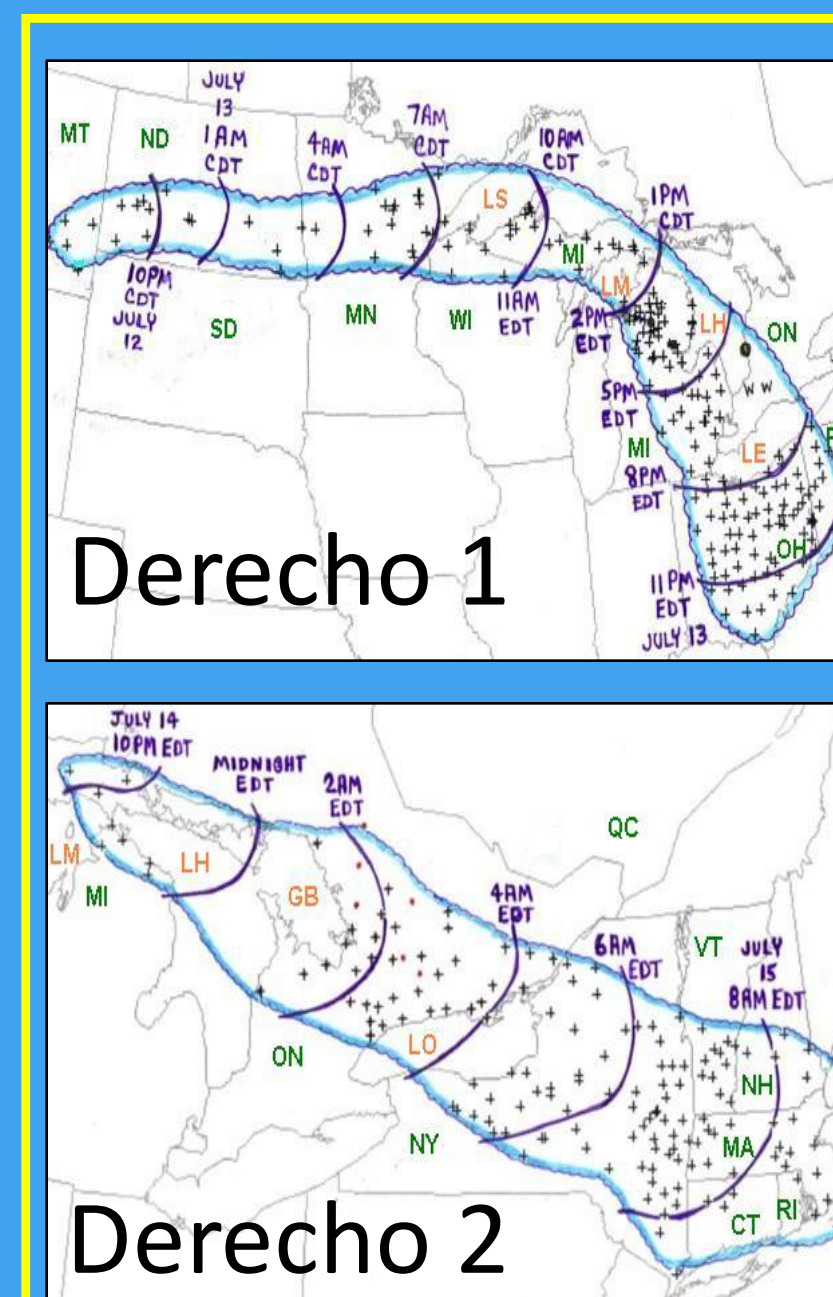 JULY
13
1AM
CDT
7AM
CDT
4AM
CDT
10AM
CDT
MT
ND
LS
1PM
CDT
MI
LM
10PM
CDT
JULY
12
SD
MN
WI
11AM
EDT
2PM
EDT
LH
ON
W W
5PM
EDT
MI
LE
8PM
EDT
OH
11PM
EDT
JULY 13
Derecho 1
JULY 14
10PM EDT
MIDNIGHT
EDT
2AM
EDT
QC
LM
LH
MI
GB
4AM
EDT
6AM
EDT
VT
JULY
15
8AM EDT
ON
LO
NH
NY
MA
CT
RI
Derecho 2